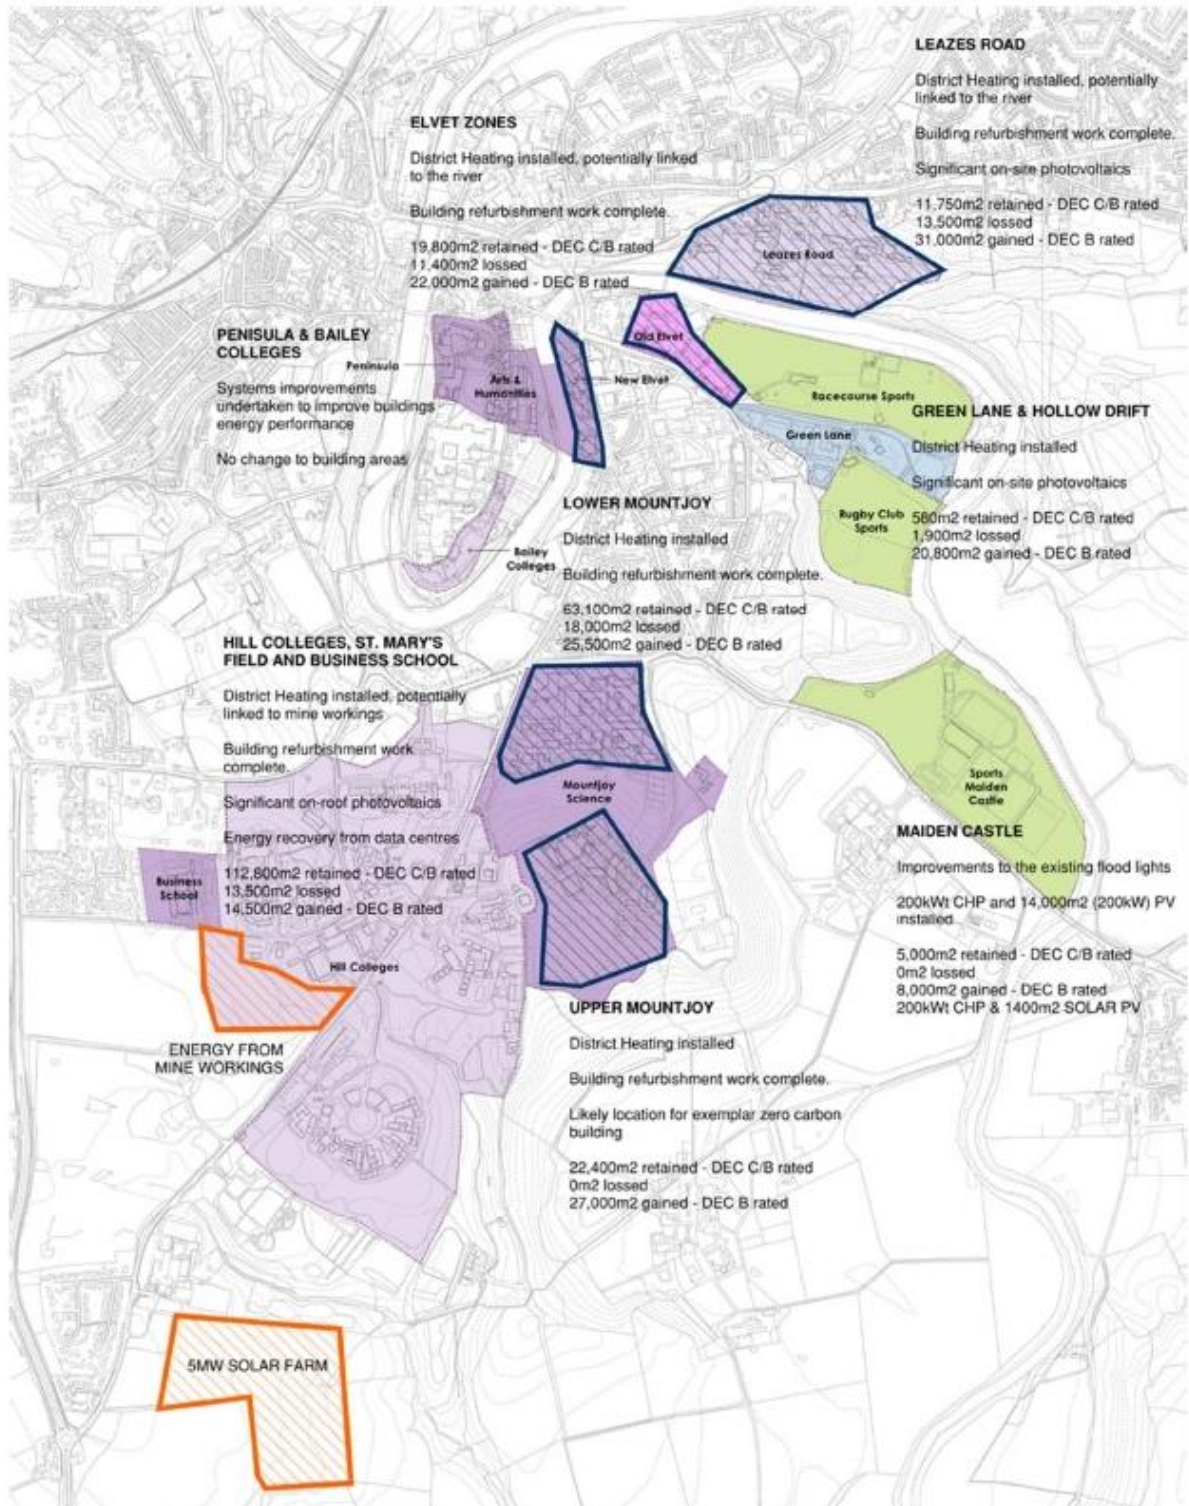 LEAZES ROAD
District Heating installed, potentially
linked to the river
Building refurbishment work complete.
Significant on-site photovoltaics
11.750m2 retained - DEC C/B rated
13,500m2 lossed
31,000m2 gained - DEC B rated
ELVET ZONES
District Heating installed, potentially linked
to the river
Building refurbishment work complete.
19,800m2 retained - DEC C/B rated
11,400m2 lossed
22,000m2 gained - DEC B rated
Leazes Road
Old Elvet
PENISULA & BAILEY
COLLEGES
Systems improvements
undertaken to improve buildings
energy performance
No change to building areas
Peninsula
Arts &
Humanities
New Elvet
Racecourse Sports
Green Lane
Rugby Club
Sports
GREEN LANE & HOLLOW DRIFT
District Heating installed
Significant on-site photovoltaics
580m2 retained - DEC C/B rated
1,900m2 lossed
20,800m2 gained - DEC B rated
LOWER MOUNTJOY
District Heating installed
Building refurbishment work complete.
63,100m2 retained - DEC C/B rated
18,000m2 lossed
25,500m2 gained - DEC B rated
Bailey
Colleges
HILL COLLEGES, ST. MARY'S
FIELD AND BUSINESS SCHOOL
District Heating installed, potentially
linked to mine workings
Building refurbishment work
complete.
Significant on-roof photovoltaics
Energy recovery from data centres
112,800m2 retained - DEC C/B rated
13,500m2 lossed
14,500m2 gained - DEC B rated
Mountjoy
Science
Sports
Maiden
Castle
MAIDEN CASTLE
Improvements to the existing flood lights
200kWt CHP and 14,000m2 (200kW) PV
installed
5,000m2 retained - DEC C/B rated
0m2 lossed
8,000m2 gained - DEC B rated
200kWt CHP & 1400m2 SOLAR PV
Business
School
Hill Colleges
ENERGY FROM
MINE WORKINGS
UPPER MOUNTJOY
District Heating installed
Building refurbishment work complete.
Likely location for exemplar zero carbon
building
22,400m2 retained - DEC C/B rated
0m2 lossed
27,000m2 gained - DEC B rated
5MW SOLAR FARM